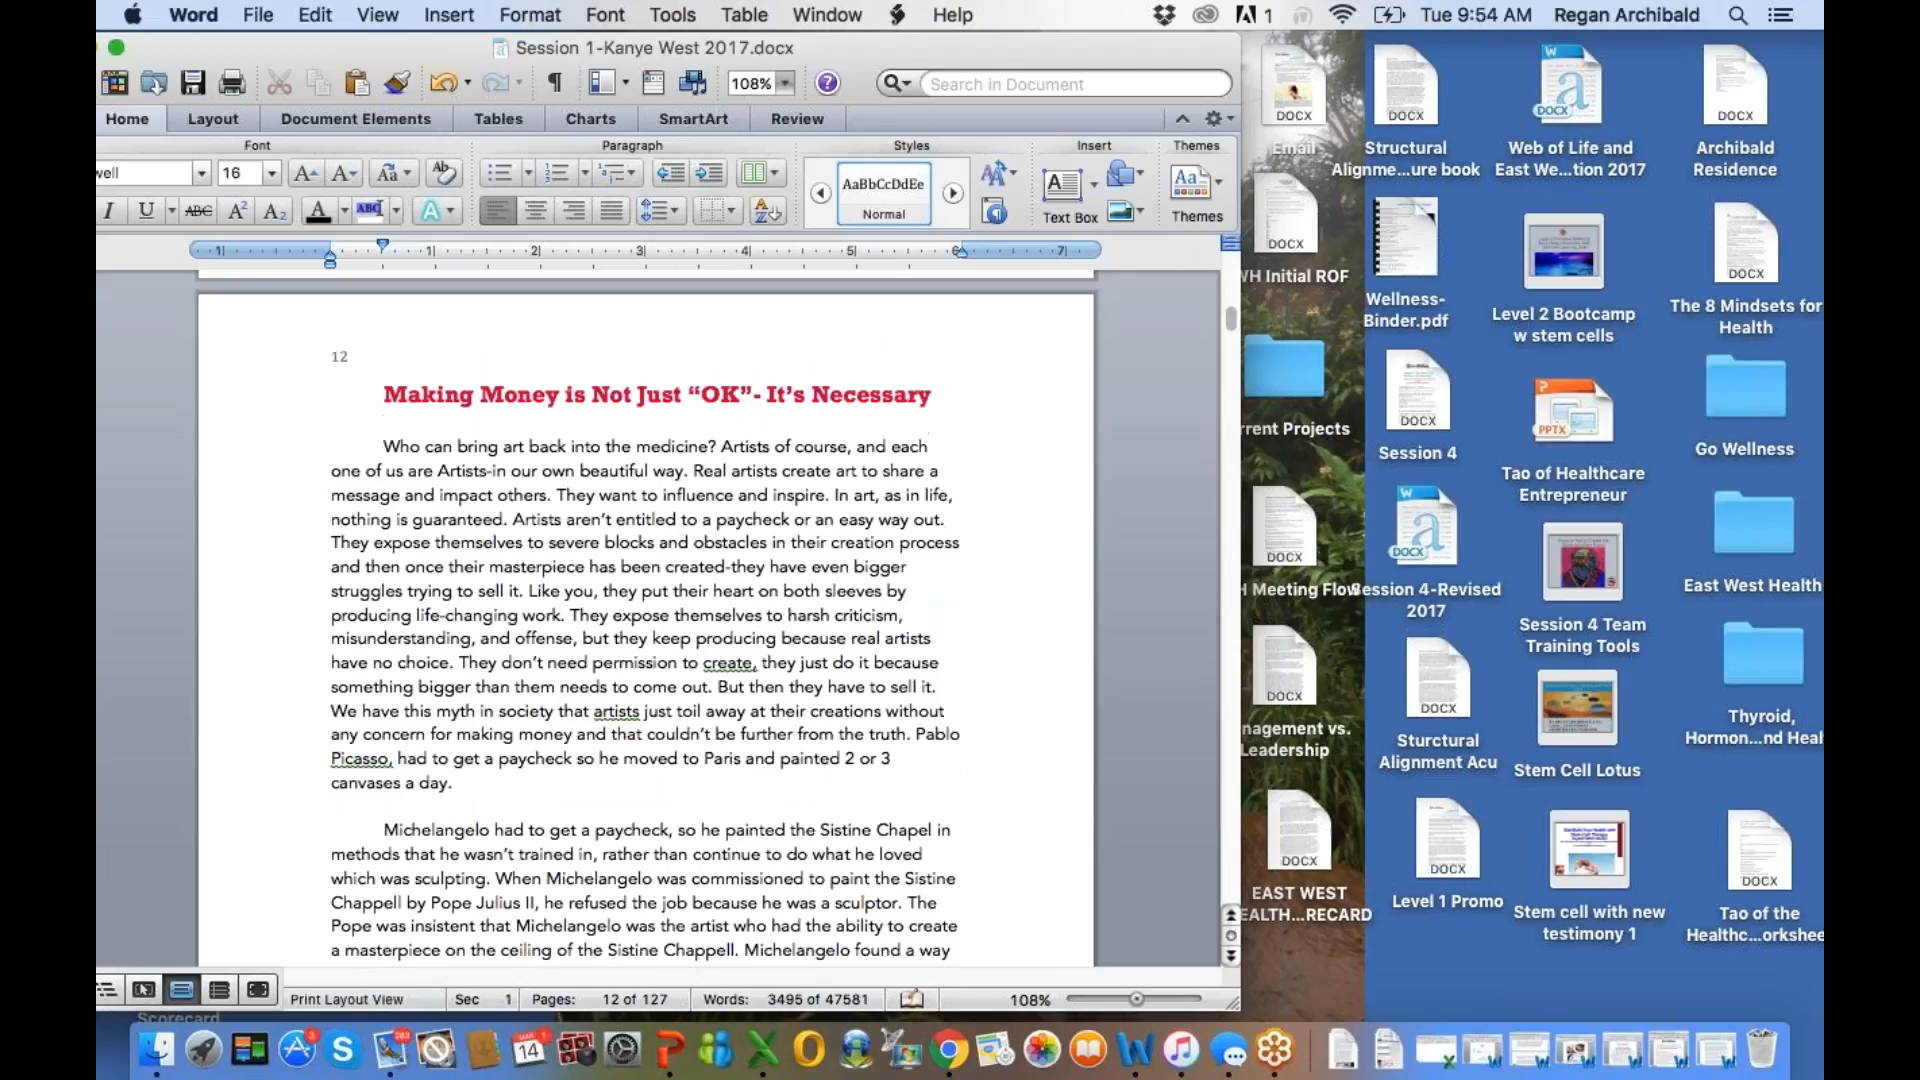 Word File Edit View Insert Format Font Tools Table Window Help 1 Tue 9:54 AM Regan Archibald
Session 1-Kanye West 2017.docx
108% Search in Document
Home Layout Document Elements Tables Charts SmartArt Review
Font Paragraph Styles Insert Themes
well 16 AaBbCcDdEe
Normal Text Box Themes
12
Making Money is Not Just “OK”- It’s Necessary
Who can bring art back into the medicine? Artists of course, and each
one of us are Artists-in our own beautiful way. Real artists create art to share a
message and impact others. They want to influence and inspire. In art, as in life,
nothing is guaranteed. Artists aren’t entitled to a paycheck or an easy way out.
They expose themselves to severe blocks and obstacles in their creation process
and then once their masterpiece has been created-they have even bigger
struggles trying to sell it. Like you, they put their heart on both sleeves by
producing life-changing work. They expose themselves to harsh criticism,
misunderstanding, and offense, but they keep producing because real artists
have no choice. They don’t need permission to create, they just do it because
something bigger than them needs to come out. But then they have to sell it.
We have this myth in society that artists just toil away at their creations without
any concern for making money and that couldn’t be further from the truth. Pablo
Picasso, had to get a paycheck so he moved to Paris and painted 2 or 3
canvases a day.
Michelangelo had to get a paycheck, so he painted the Sistine Chapel in
methods that he wasn’t trained in, rather than continue to do what he loved
which was sculpting. When Michelangelo was commissioned to paint the Sistine
Chappell by Pope Julius II, he refused the job because he was a sculptor. The
Pope was insistent that Michelangelo was the artist who had the ability to create
a masterpiece on the ceiling of the Sistine Chappell. Michelangelo found a way
Print Layout View Sec 1 Pages: 12 of 127 Words: 3495 of 47581 108%
Scorecard
Email
WH Initial ROF
rrent Projects
H Meeting Flow
nagement vs.
Leadership
EAST WEST
EALTH...RECARD
Structural
Alignme...ure book
Wellness-
Binder.pdf
Session 4
Session 4-Revised
2017
Sturctural
Alignment Acu
Level 1 Promo
Web of Life and
East We...tion 2017
Level 2 Bootcamp
w stem cells
Tao of Healthcare
Entrepreneur
Session 4 Team
Training Tools
Stem Cell Lotus
Stem cell with new
testimony 1
Archibald
Residence
The 8 Mindsets for
Health
Go Wellness
East West Health
Thyroid,
Hormon...nd Heal
Tao of the
Healthc...orkshee